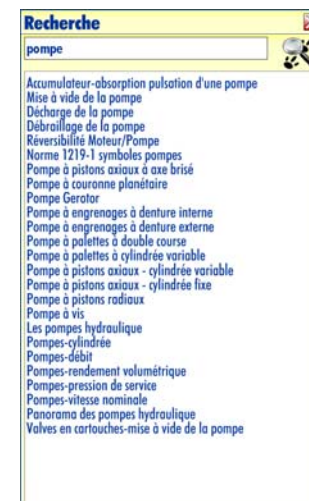 Recherche
pompe
Accumulateur-absorption pulsation d'une pompe
Mise à vide de la pompe
Décharge de la pompe
Débraillage de la pompe
Réversibilité Moteur/Pompe
Norme 1219-1 symboles pompes
Pompe à pistons axiaux à axe brisé
Pompe à couronne planétaire
Pompe Gerotor
Pompe à engrenages à denture interne
Pompe à engrenages à denture externe
Pompe à palettes à double course
Pompe à palettes à cylindrée variable
Pompe à pistons axiaux - cylindrée variable
Pompe à pistons axiaux - cylindrée fixe
Pompe à pistons radiaux
Pompe à vis
Les pompes hydraulique
Pompes-cylindrée
Pompes-débit
Pompes-rendement volumétrique
Pompes-pression de service
Pompes-vitesse nominale
Panorama des pompes hydraulique
Valves en cartouches-mise à vide de la pompe